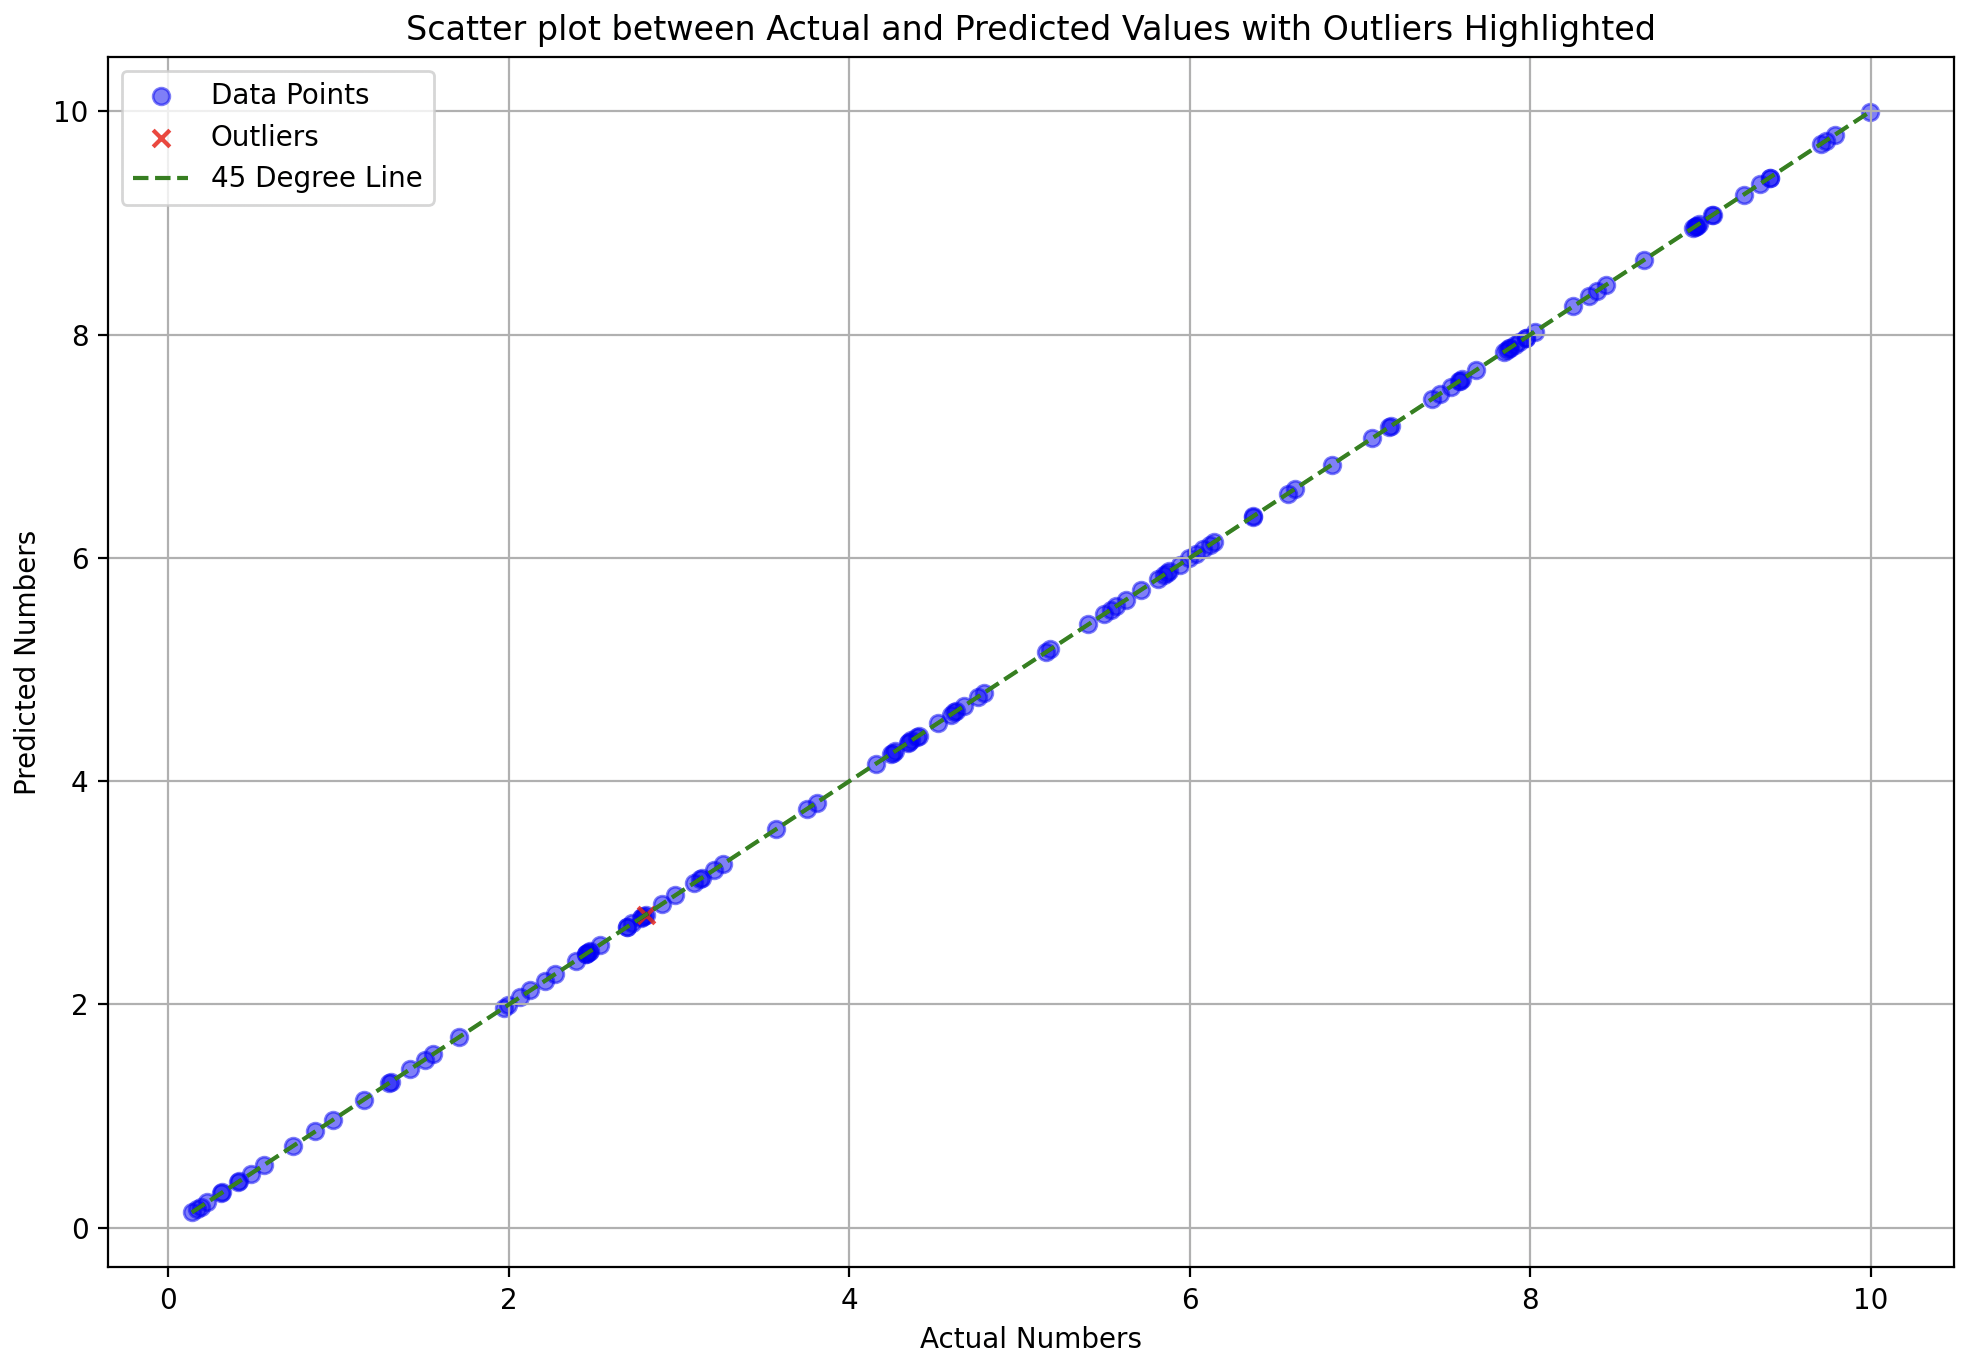 Scatter plot between Actual and Predicted Values with Outliers Highlighted
Data Points
Outliers
45 Degree Line
10
8
6
4
2
0
Predicted Numbers
0 2 4 6 8 10
Actual Numbers